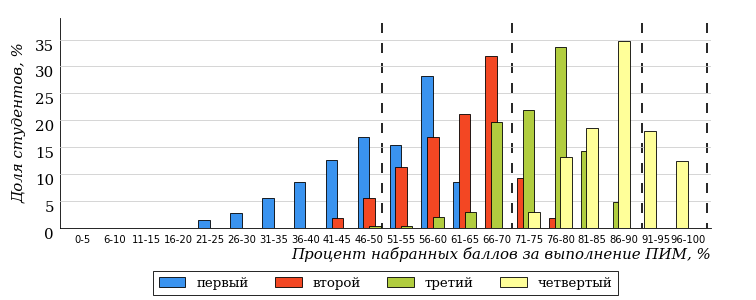 Доля студентов, %
35
30
25
20
15
10
5
0
0-5 6-10 11-15 16-20 21-25 26-30 31-35 36-40 41-45 46-50 51-55 56-60 61-65 66-70 71-75 76-80 81-85 86-90 91-95 96-100
Процент набранных баллов за выполнение ПИМ, %
первый второй третий четвертый